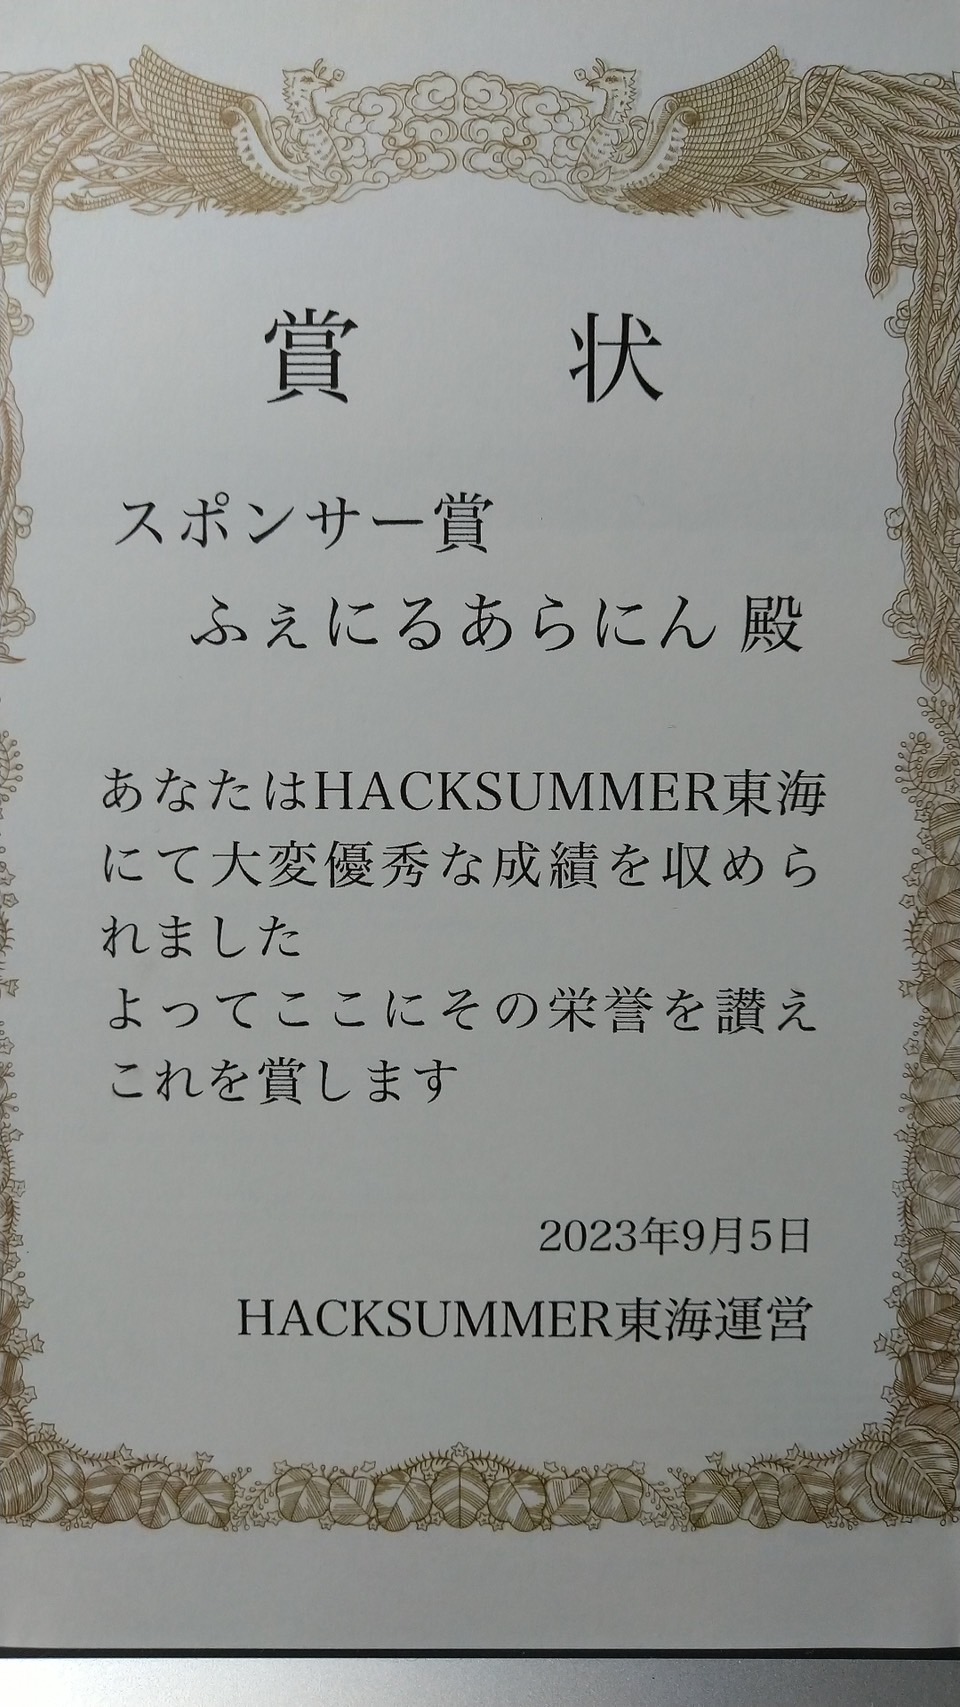 賞状
スポンサー賞
ふぇにるあらにん 殿
あなたはHACKSUMMER東海
にて大変優秀な成績を収めら
れました
よってここにその栄誉を讃え
これを賞します
2023年9月5日
HACKSUMMER東海運営